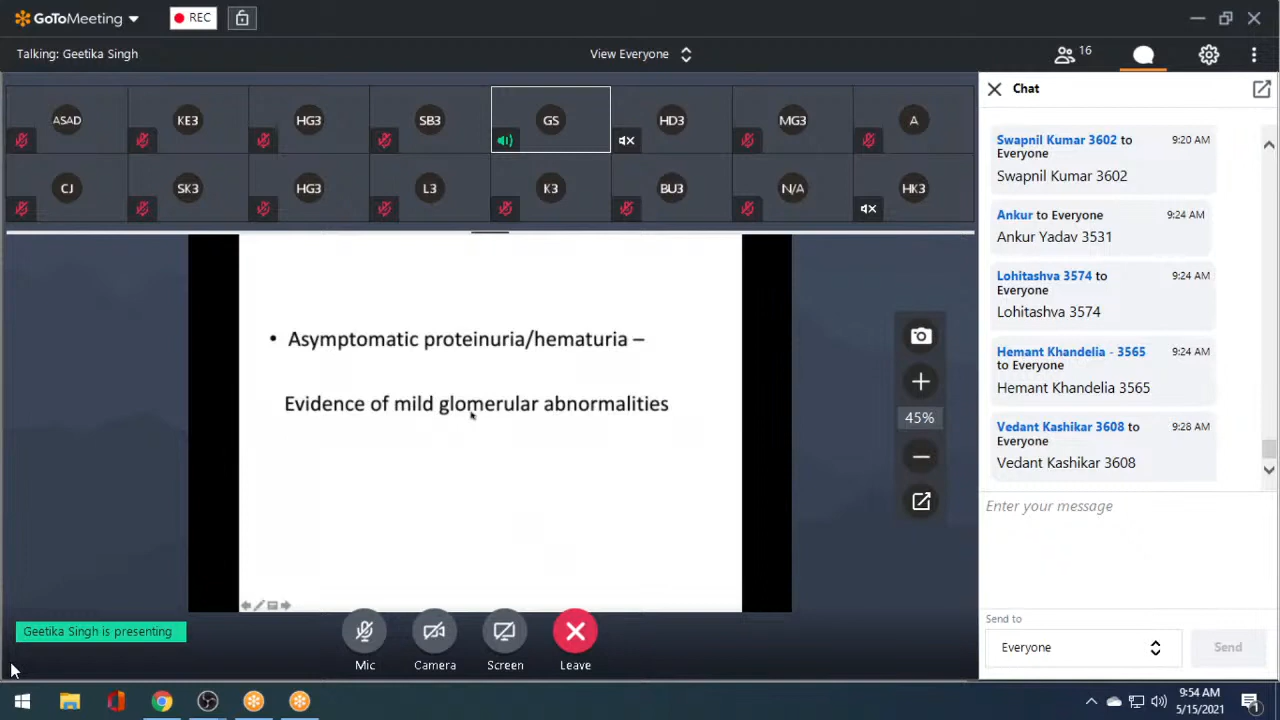 GoToMeeting
REC
Talking: Geetika Singh
View Everyone
16
ASAD
KE3
HG3
SB3
GS
HD3
MG3
A
CJ
SK3
HG3
L3
K3
BU3
N/A
HK3
• Asymptomatic proteinuria/hematuria –
Evidence of mild glomerular abnormalities
45%
Geetika Singh is presenting
Mic
Camera
Screen
Leave
Chat
Swapnil Kumar 3602 to
Everyone
9:20 AM
Swapnil Kumar 3602
Ankur to Everyone
9:24 AM
Ankur Yadav 3531
Lohitashva 3574 to
Everyone
9:24 AM
Lohitashva 3574
Hemant Khandelia - 3565
to Everyone
9:24 AM
Hemant Khandelia 3565
Vedant Kashikar 3608 to
Everyone
9:28 AM
Vedant Kashikar 3608
Enter your message
Send to
Everyone
Send
9:54 AM
5/15/2021
1